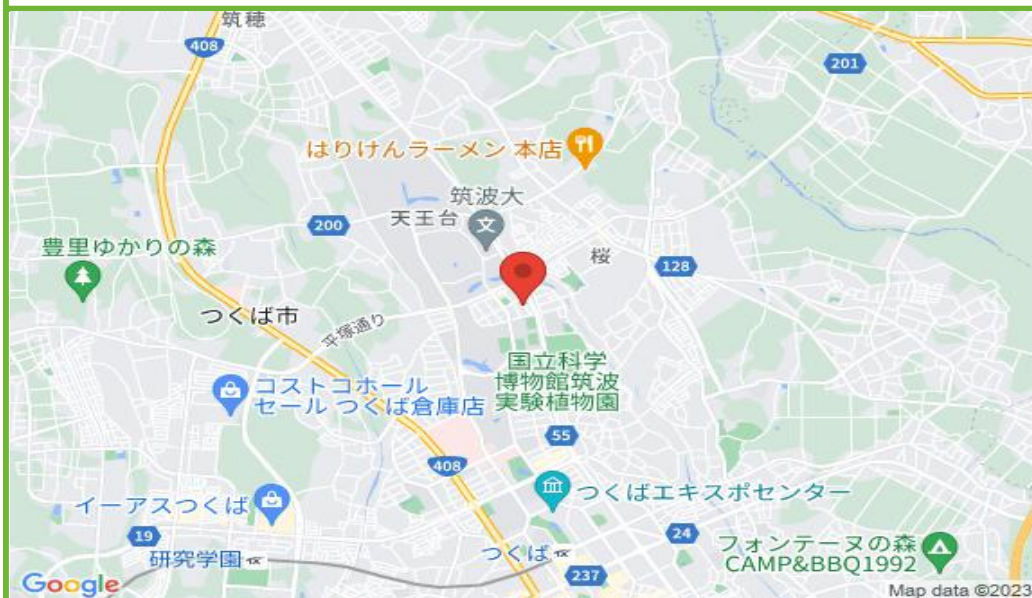 筑穂
408
201
はりけんラーメン 本店
筑波大
天王台
200
豊里ゆかりの森
桜
128
つくば市
平塚通り
国立科学
博物館筑波
実験植物園
コストコホール
セール つくば倉庫店
55
408
イーアスつくば
つくばエキスポセンター
19
24
研究学園
つくば
フォンテーヌの森
CAMP&BBQ1992
237
Google
Map data ©2023